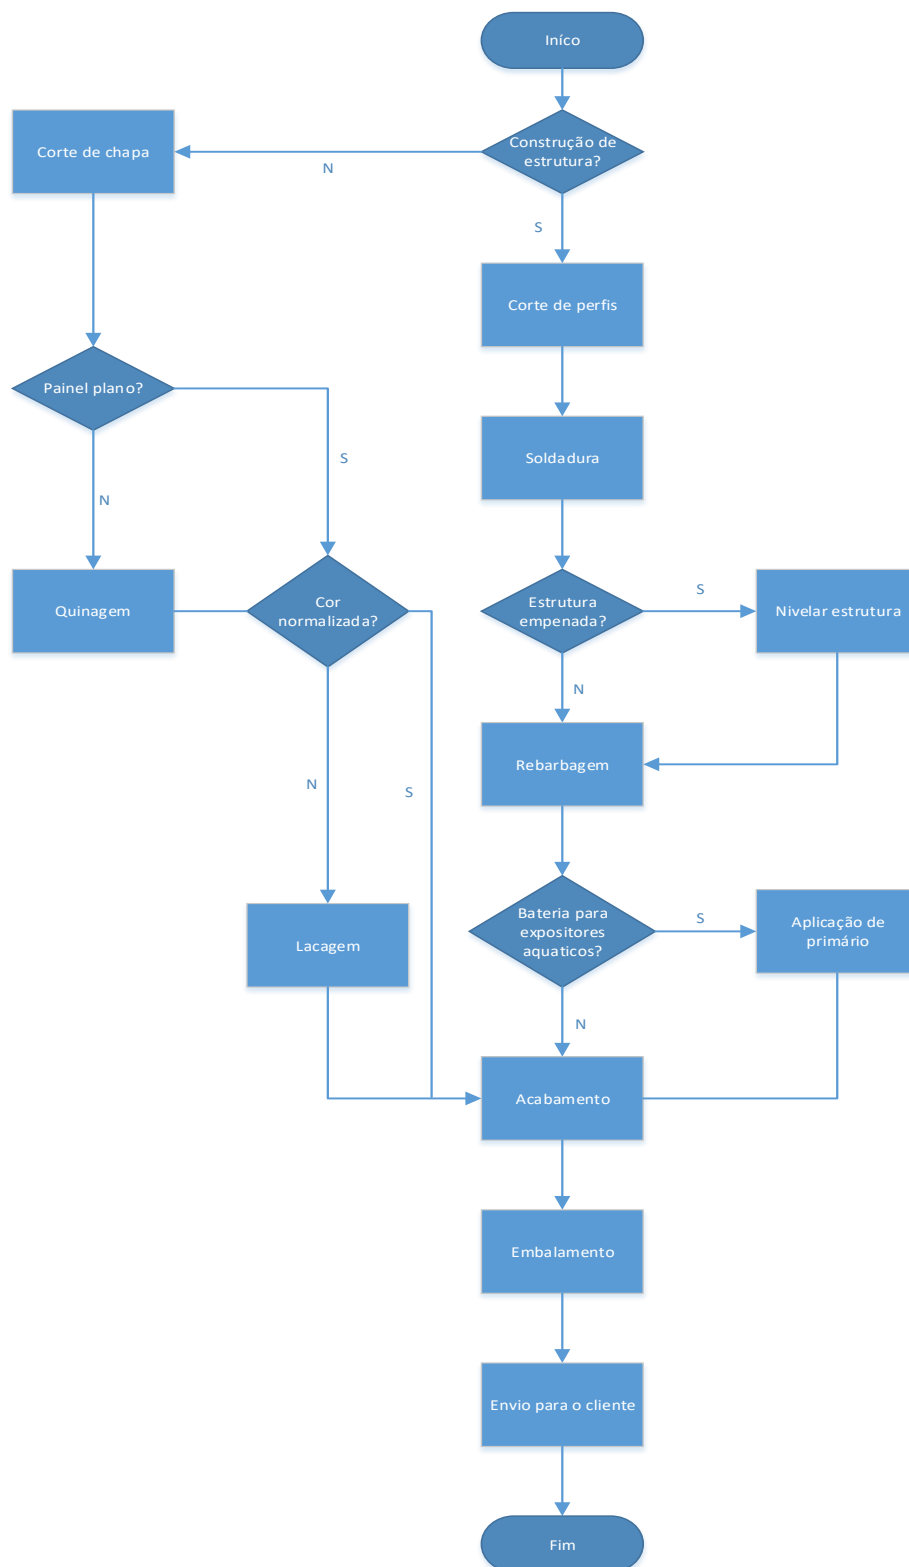 Iníco
Construção de
estrutura?
Corte de chapa
N
S
Corte de perfis
Painel plano?
S
Soldadura
N
Quinagem
Cor
normalizada?
Estrutura
empenada?
S
Nivelar estrutura
N
Rebarbagem
N
S
Bateria para
expositores
aquaticos?
S
Aplicação de
primário
Lacagem
N
Acabamento
Embalamento
Envio para o cliente
Fim